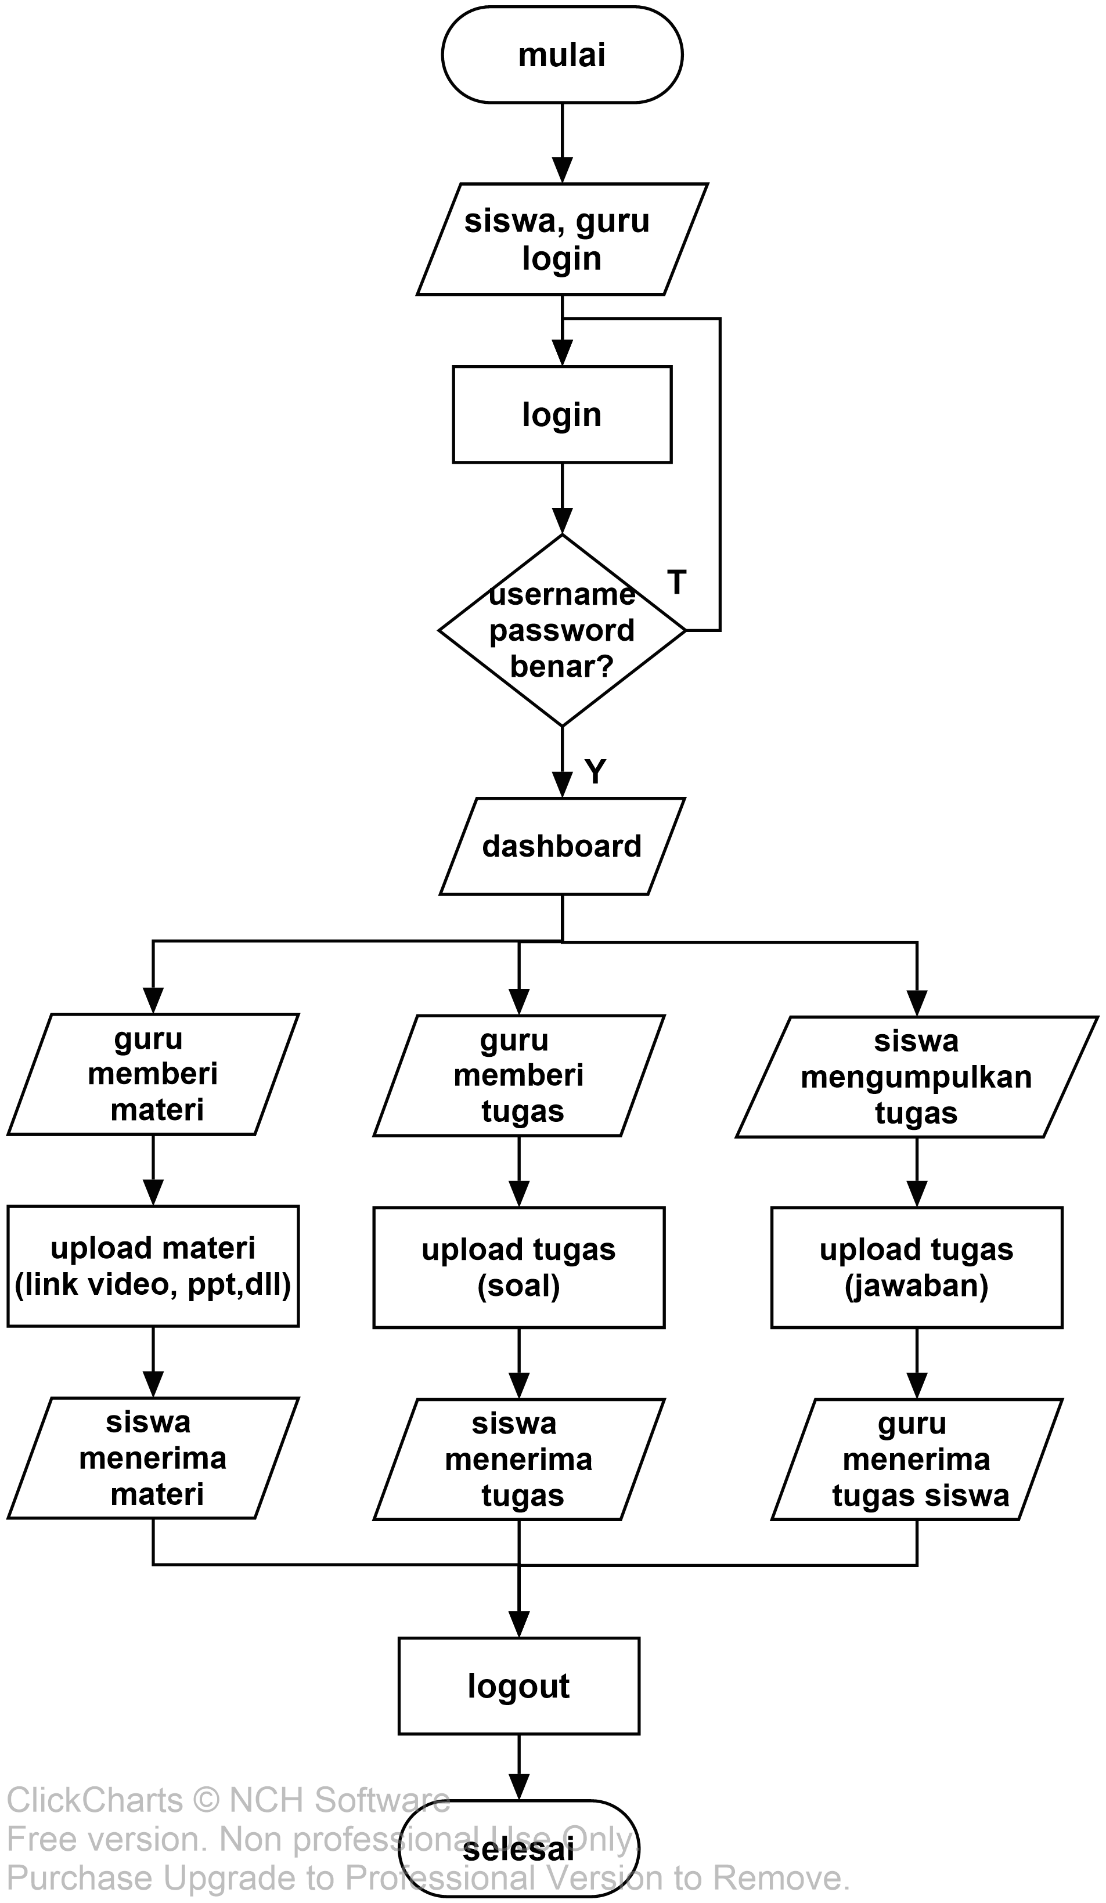 mulai
siswa, guru
login
login
username
password
benar?
T
Y
dashboard
guru
memberi
materi
guru
memberi
tugas
siswa
mengumpulkan
tugas
upload materi
(link video, ppt,dll)
upload tugas
(soal)
upload tugas
(jawaban)
siswa
menerima
materi
siswa
menerima
tugas
guru
menerima
tugas siswa
logout
selesai
ClickCharts © NCH Software
Free version. Non professional Use Only
Purchase Upgrade to Professional Version to Remove.